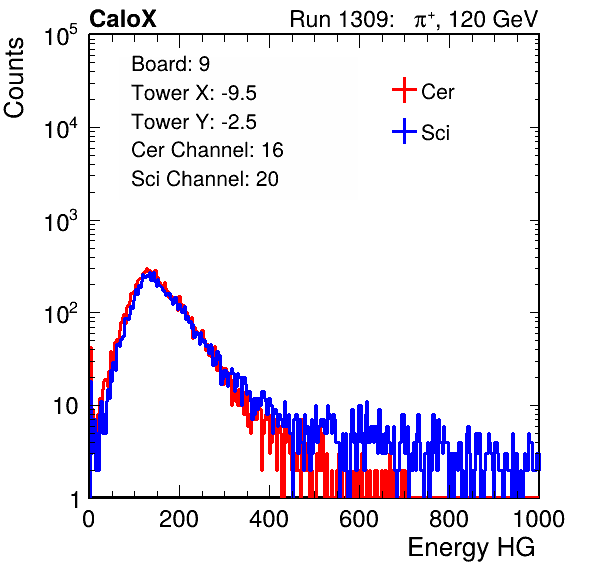 CaloX Run 1309: π⁺, 120 GeV
Counts
Board: 9
Tower X: -9.5
Tower Y: -2.5
Cer Channel: 16
Sci Channel: 20
Cer
Sci
10⁵
10⁴
10³
10²
10
1
0 200 400 600 800 1000
Energy HG